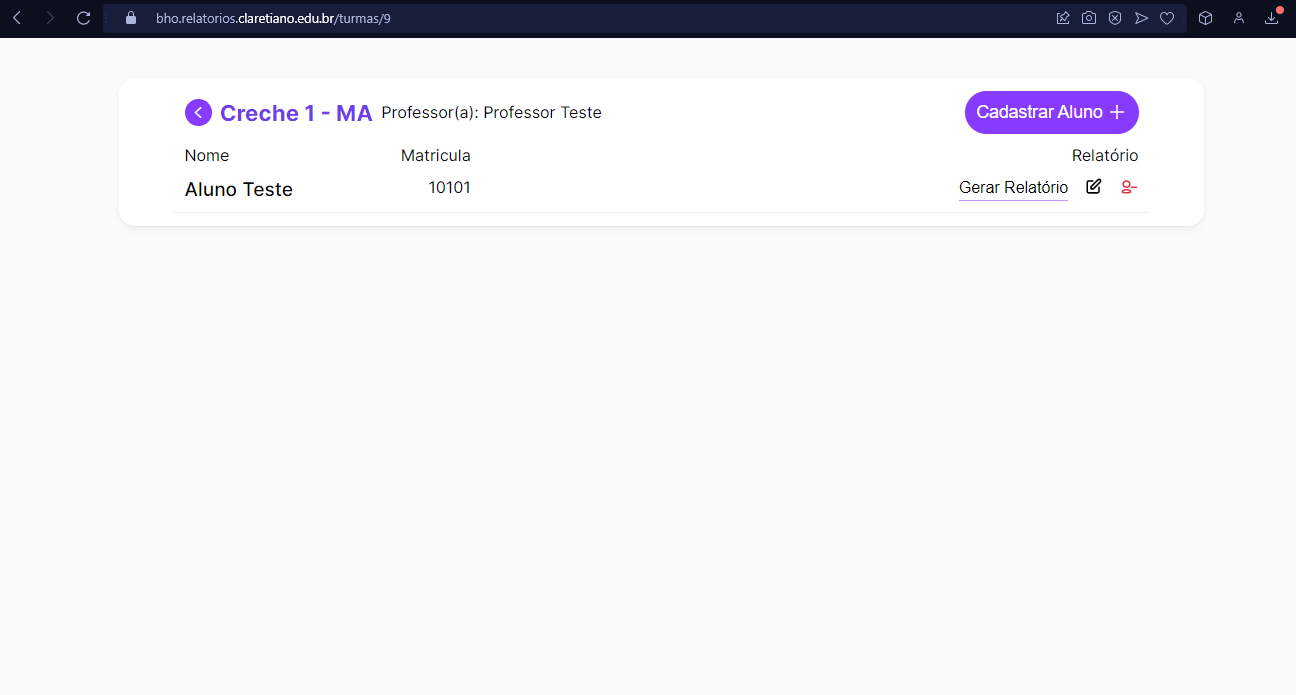 bho.relatorios.claretiano.edu.br/turmas/9
Creche 1 - MA Professor(a): Professor Teste Cadastrar Aluno +
Nome Matricula Relatório
Aluno Teste 10101 Gerar Relatório